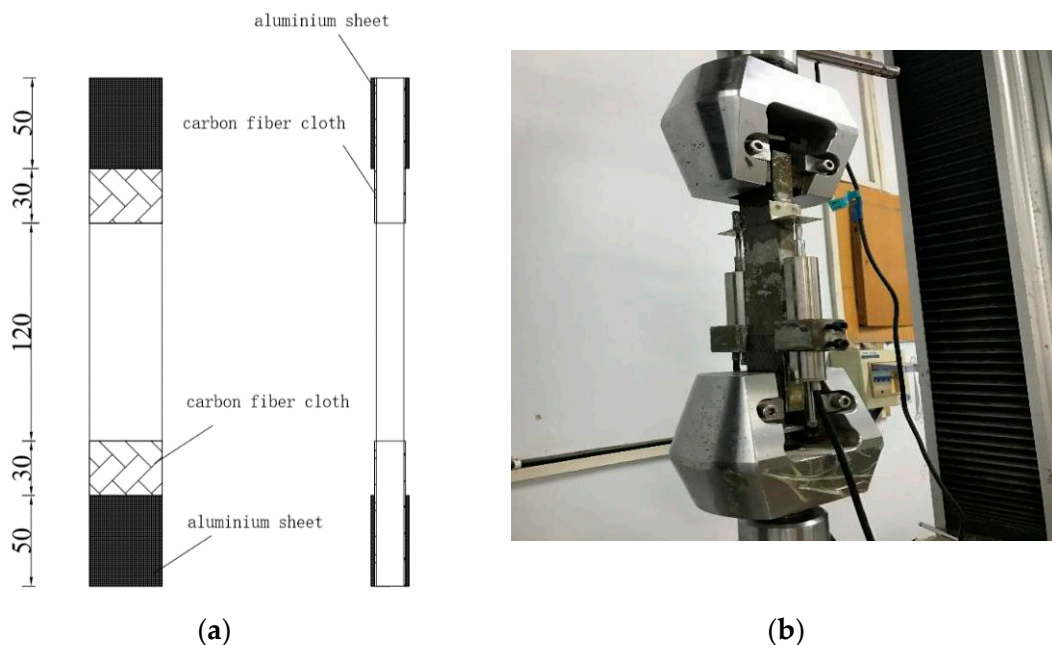 aluminium sheet
carbon fiber cloth
50
30
120
30
50
carbon fiber cloth
aluminium sheet
(a)
(b)